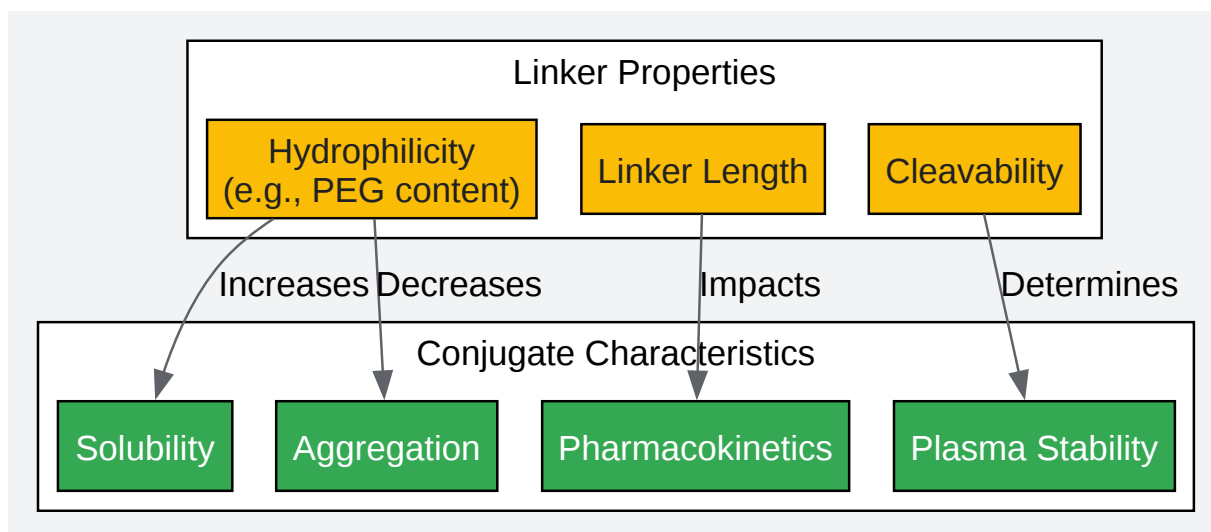 Linker Properties
Hydrophilicity
(e.g., PEG content)
Linker Length
Cleavability
Increases
Decreases
Impacts
Determines
Conjugate Characteristics
Solubility
Aggregation
Pharmacokinetics
Plasma Stability